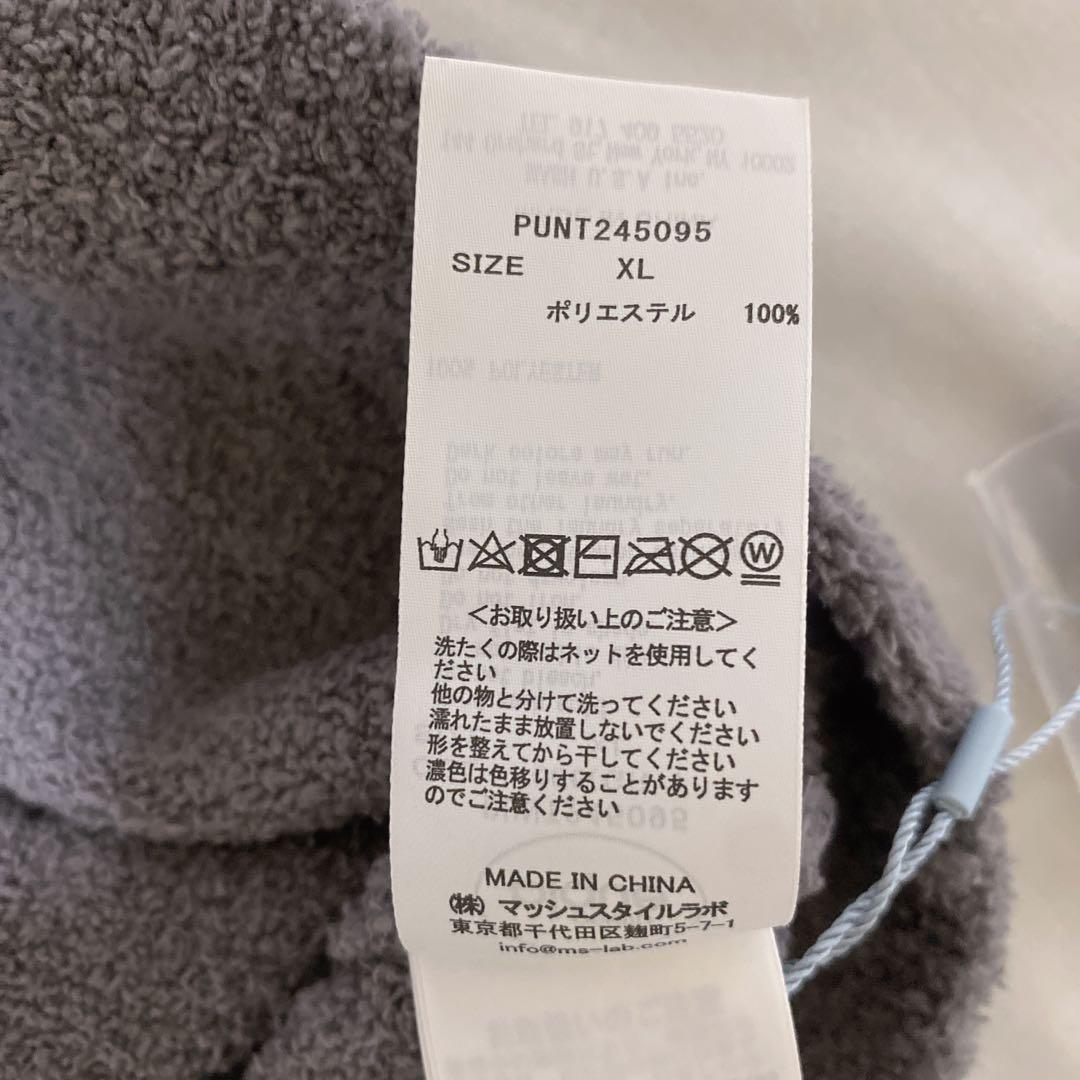 PUNT245095
SIZE XL
ポリエステル 100%
W
<お取り扱い上のご注意>
洗たくの際はネットを使用してく
ださい
他の物と分けて洗ってください
濡れたまま放置しないでください
形を整えてから干してください
濃色は色移りすることがあります
のでご注意ください
MADE IN CHINA
(株) マッシュスタイルラボ
東京都千代田区麹町5-7-1
info@ms-lab.com